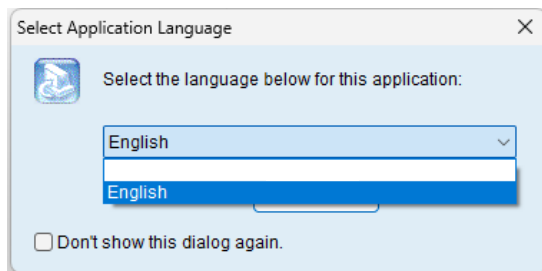 Select Application Language
Select the language below for this application:
English
English
Don't show this dialog again.